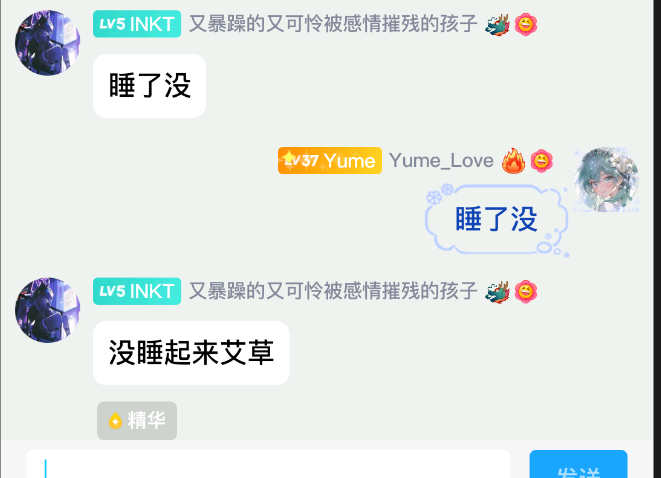 LV5 INKT 又暴躁的又可怜被感情摧残的孩子
睡了没
LV37 Yume Yume_Love
睡了没
LV5 INKT 又暴躁的又可怜被感情摧残的孩子
没睡起来艾草
精华
发送